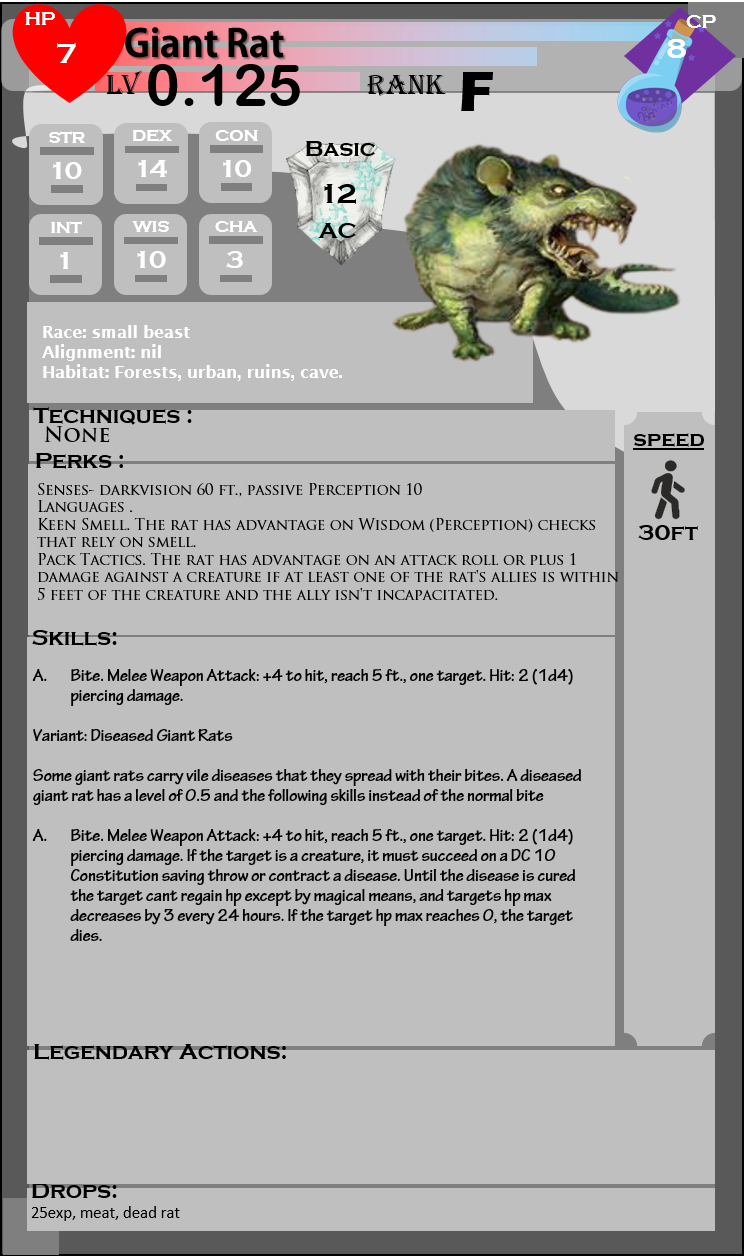 HP
7
Giant Rat
CP
8
LV 0.125 RANK F
STR
10
DEX
14
CON
10
INT
1
WIS
10
CHA
3
Basic
12
AC
Race: small beast
Alignment: nil
Habitat: Forests, urban, ruins, cave.
Techniques :
None
Perks :
Senses- darkvision 60 ft., passive Perception 10
Languages .
Keen Smell. The rat has advantage on Wisdom (Perception) checks
that rely on smell.
Pack Tactics. The rat has advantage on an attack roll or plus 1
damage against a creature if at least one of the rat's allies is within
5 feet of the creature and the ally isn't incapacitated.
SPEED
30FT
Skills:
A. Bite. Melee Weapon Attack: +4 to hit, reach 5 ft., one target. Hit: 2 (1d4)
piercing damage.
Variant: Diseased Giant Rats
Some giant rats carry vile diseases that they spread with their bites. A diseased
giant rat has a level of 0.5 and the following skills instead of the normal bite
A. Bite. Melee Weapon Attack: +4 to hit, reach 5 ft., one target. Hit: 2 (1d4)
piercing damage. If the target is a creature, it must succeed on a DC 10
Constitution saving throw or contract a disease. Until the disease is cured
the target cant regain hp except by magical means, and targets hp max
decreases by 3 every 24 hours. If the target hp max reaches 0, the target
dies.
Legendary Actions:
Drops:
25exp, meat, dead rat